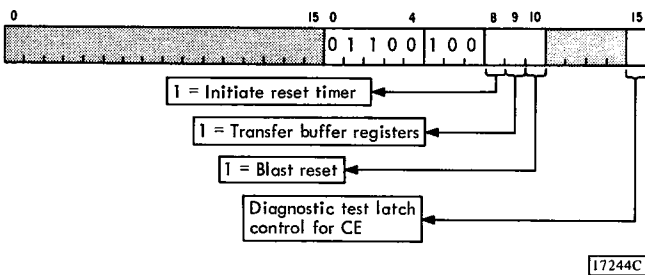 0 15 0 4 8 9 10 15
0 1 1 0 0 1 0 0
1 = Initiate reset timer
1 = Transfer buffer registers
1 = Blast reset
Diagnostic test latch
control for CE
17244C